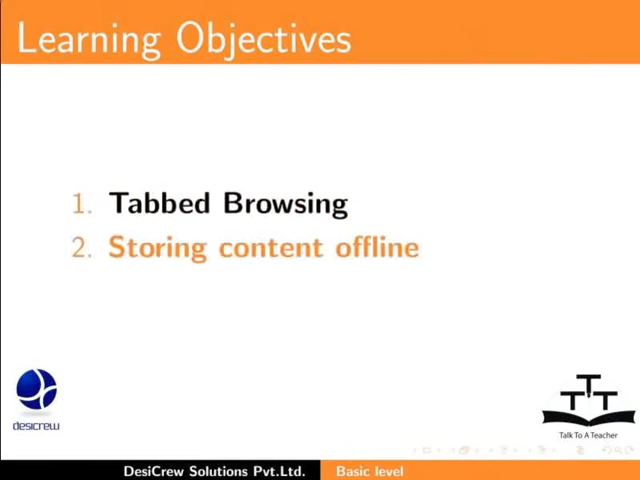 Learning Objectives
1. Tabbed Browsing
2. Storing content offline
desicrew
TTT
Talk To A Teacher
DesiCrew Solutions Pvt.Ltd. Basic level